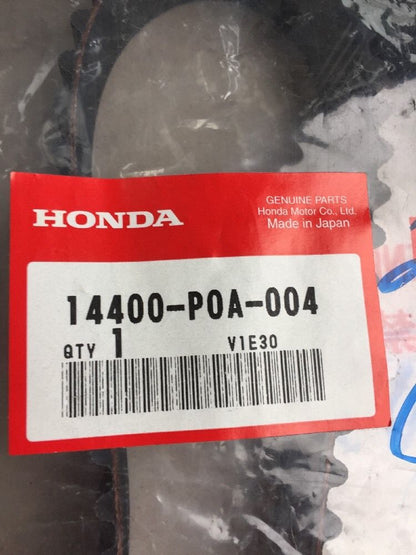 HONDA
GENUINE PARTS
Honda Motor Co., Ltd.
Made in Japan
14400-P0A-004
QTY 1 V1E30